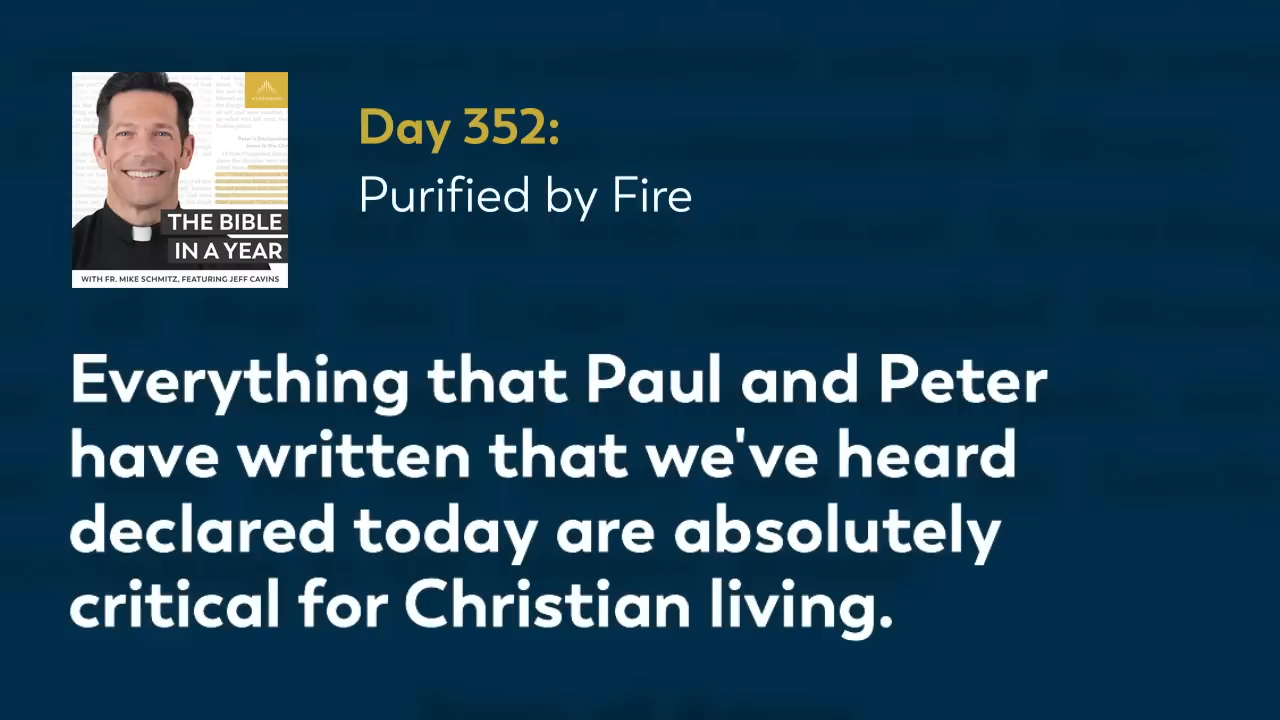 THE BIBLE
IN A YEAR
WITH FR. MIKE SCHMITZ, FEATURING JEFF CAVINS
Day 352:
Purified by Fire
Everything that Paul and Peter
have written that we've heard
declared today are absolutely
critical for Christian living.